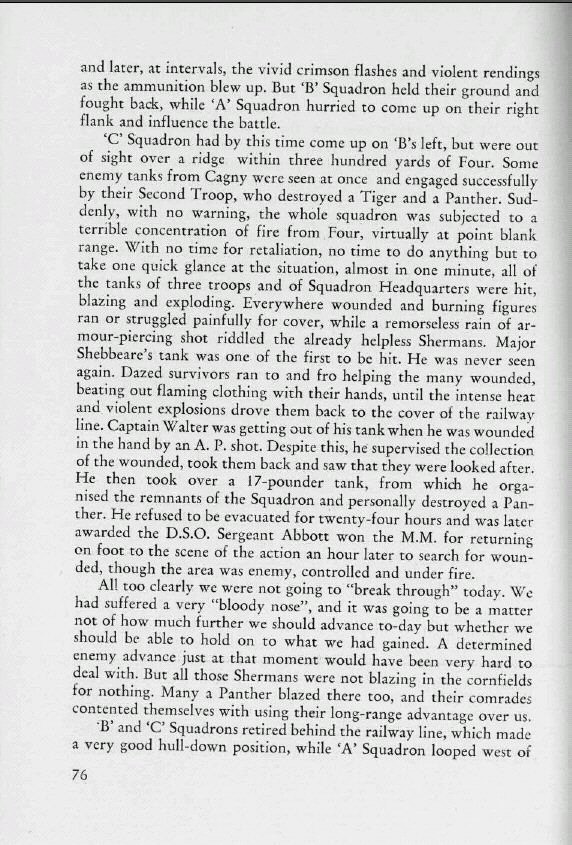 and later, at intervals, the vivid crimson flashes and violent rendings
as the ammunition blew up. But ‘B’ Squadron held their ground and
fought back, while ‘A’ Squadron hurried to come up on their right
flank and influence the battle.
‘C’ Squadron had by this time come up on ‘B’s left, but were out
of sight over a ridge within three hundred yards of Four. Some
enemy tanks from Cagny were seen at once and engaged successfully
by their Second Troop, who destroyed a Tiger and a Panther. Sud-
denly, with no warning, the whole squadron was subjected to a
terrible concentration of fire from Four, virtually at point blank
range. With no time for retaliation, no time to do anything but to
take one quick glance at the situation, almost in one minute, all of
the tanks of three troops and of Squadron Headquarters were hit,
blazing and exploding. Everywhere wounded and burning figures
ran or struggled painfully for cover, while a remorseless rain of ar-
mour-piercing shot riddled the already helpless Shermans. Major
Shebbeare’s tank was one of the first to be hit. He was never seen
again. Dazed survivors ran to and fro helping the many wounded,
beating out flaming clothing with their hands, until the intense heat
and violent explosions drove them back to the cover of the railway
line. Captain Walter was getting out of his tank when he was wounded
in the hand by an A. P. shot. Despite this, he supervised the collection
of the wounded, took them back and saw that they were looked after.
He then took over a 17-pounder tank, from which he orga-
nised the remnants of the Squadron and personally destroyed a Pan-
ther. He refused to be evacuated for twenty-four hours and was later
awarded the D.S.O. Sergeant Abbott won the M.M. for returning
on foot to the scene of the action an hour later to search for woun-
ded, though the area was enemy, controlled and under fire.
All too clearly we were not going to “break through” today. We
had suffered a very “bloody nose”, and it was going to be a matter
not of how much further we should advance to-day but whether we
should be able to hold on to what we had gained. A determined
enemy advance just at that moment would have been very hard to
deal with. But all those Shermans were not blazing in the cornfields
for nothing. Many a Panther blazed there too, and their comrades
contented themselves with using their long-range advantage over us.
‘B’ and ‘C’ Squadrons retired behind the railway line, which made
a very good hull-down position, while ‘A’ Squadron looped west of
76